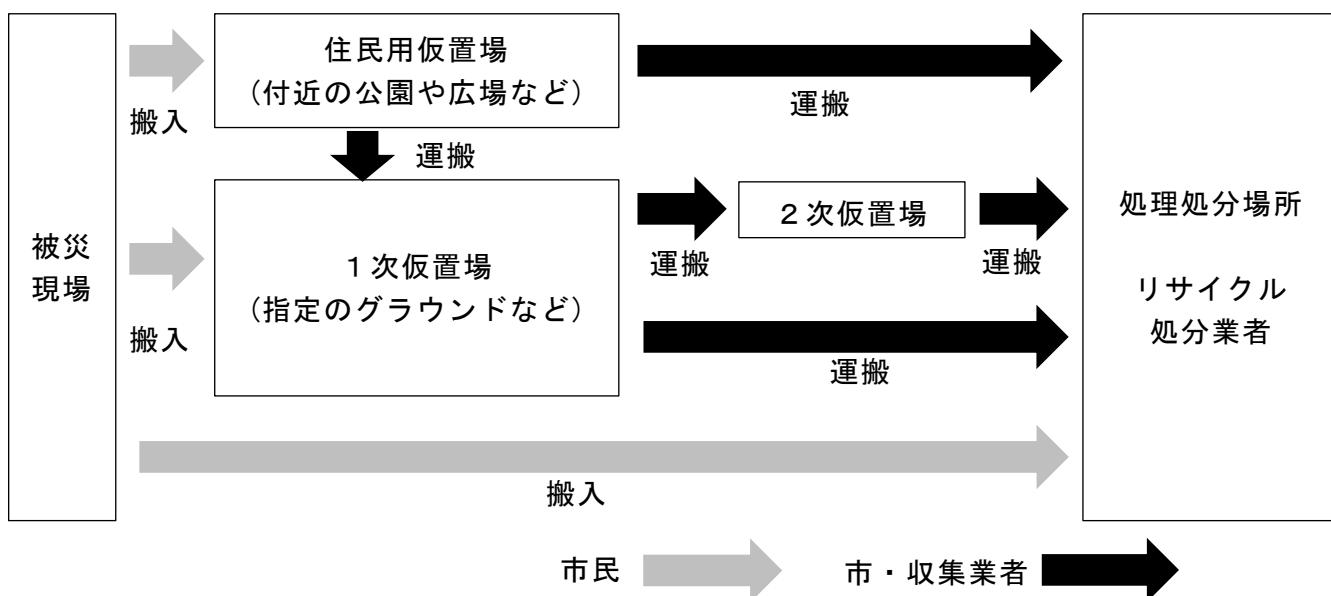 住民用仮置場
（付近の公園や広場など）
搬入
運搬
運搬
被災
現場
１次仮置場
（指定のグラウンドなど）
搬入
運搬
２次仮置場
運搬
運搬
処理処分場所
リサイクル
処分業者
搬入
市民
市・収集業者